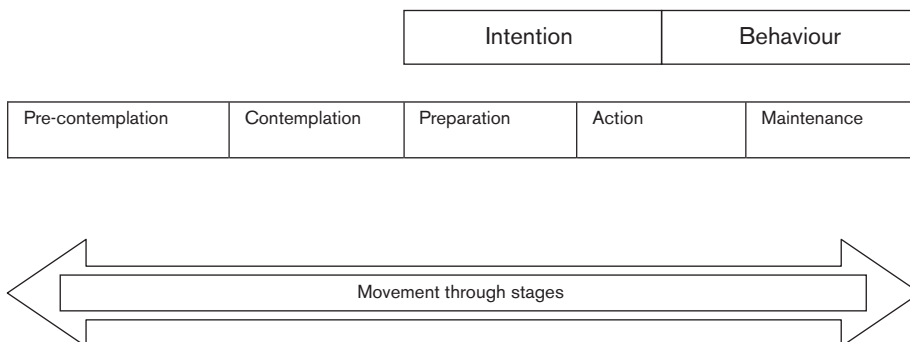 Intention Behaviour
Pre-contemplation Contemplation Preparation Action Maintenance
Movement through stages